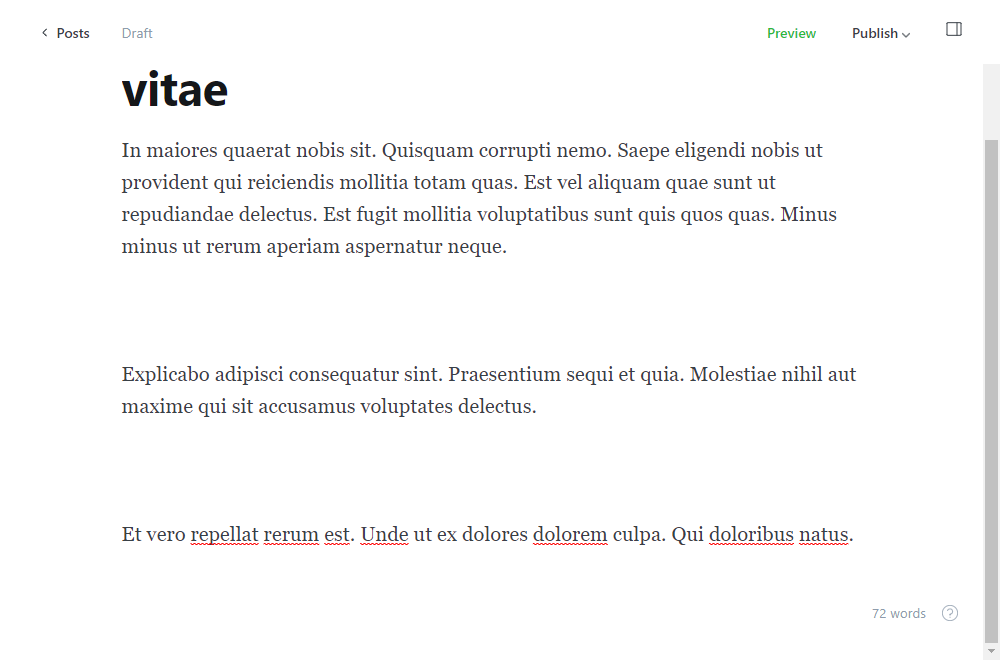 Posts Draft Preview Publish
vitae
In maiores quaerat nobis sit. Quisquam corrupti nemo. Saepe eligendi nobis ut
provident qui reiciendis mollitia totam quas. Est vel aliquam quae sunt ut
repudiandae delectus. Est fugit mollitia voluptatibus sunt quis quos quas. Minus
minus ut rerum aperiam aspernatur neque.
Explicabo adipisci consequatur sint. Praesentium sequi et quia. Molestiae nihil aut
maxime qui sit accusamus voluptates delectus.
Et vero repellat rerum est. Unde ut ex dolores dolorem culpa. Qui doloribus natus.
72 words ?